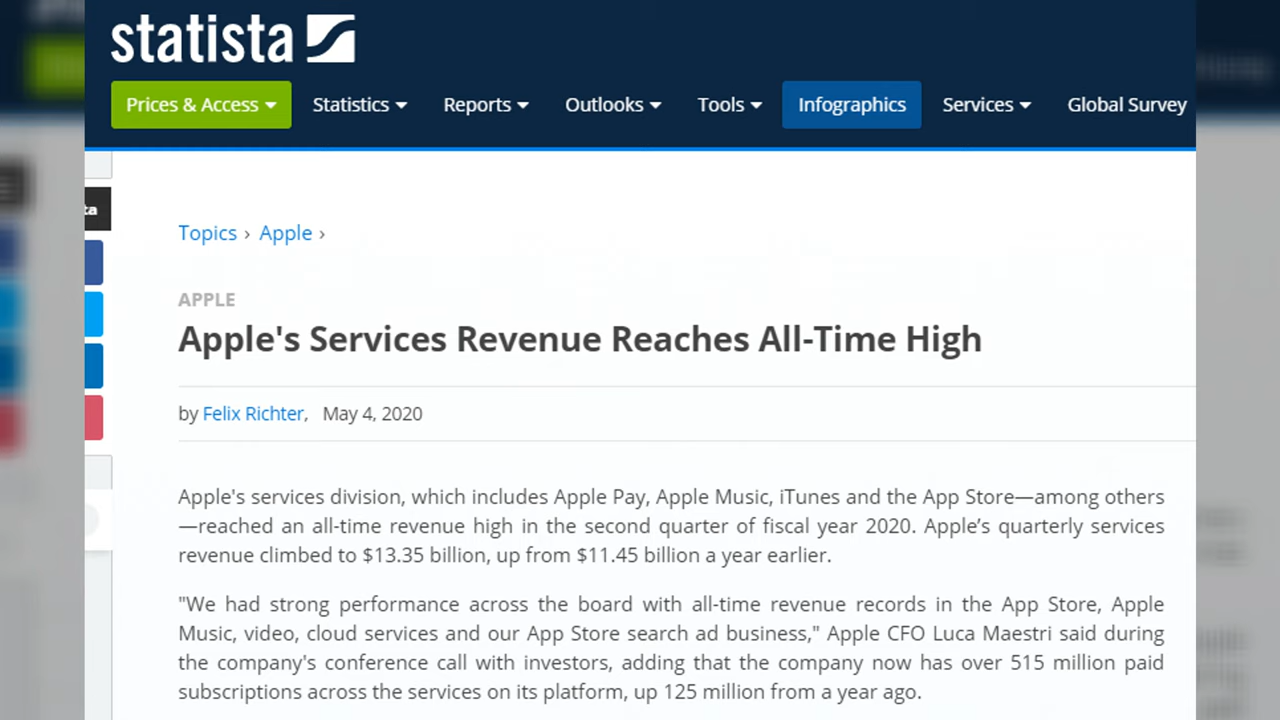 statista
Prices & Access Statistics Reports Outlooks Tools Infographics Services Global Survey
ta
Topics › Apple ›
APPLE
Apple's Services Revenue Reaches All-Time High
by Felix Richter, May 4, 2020
Apple's services division, which includes Apple Pay, Apple Music, iTunes and the App Store—among others
—reached an all-time revenue high in the second quarter of fiscal year 2020. Apple’s quarterly services
revenue climbed to $13.35 billion, up from $11.45 billion a year earlier.
"We had strong performance across the board with all-time revenue records in the App Store, Apple
Music, video, cloud services and our App Store search ad business," Apple CFO Luca Maestri said during
the company's conference call with investors, adding that the company now has over 515 million paid
subscriptions across the services on its platform, up 125 million from a year ago.